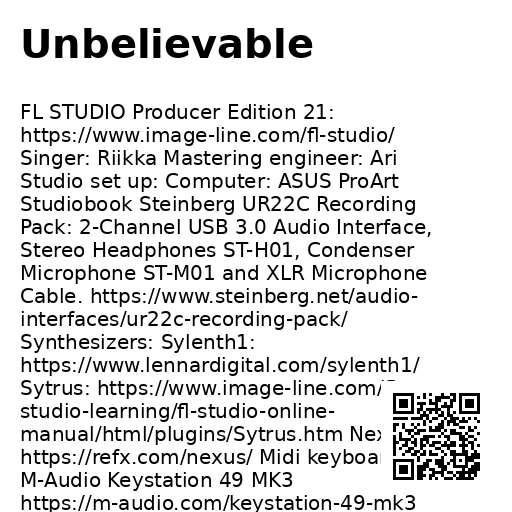 Unbelievable
FL STUDIO Producer Edition 21:
https://www.image-line.com/fl-studio/
Singer: Riikka Mastering engineer: Ari
Studio set up: Computer: ASUS ProArt
Studiobook Steinberg UR22C Recording
Pack: 2-Channel USB 3.0 Audio Interface,
Stereo Headphones ST-H01, Condenser
Microphone ST-M01 and XLR Microphone
Cable. https://www.steinberg.net/audio-
interfaces/ur22c-recording-pack/
Synthesizers: Sylenth1:
https://www.lennardigital.com/sylenth1/
Sytrus: https://www.image-line.com/
studio-learning/fl-studio-online-
manual/html/plugins/Sytrus.htm
https://refx.com/nexus/ Midi
M-Audio Keystation 49 MK3
https://m-audio.com/keystation-49-mk3